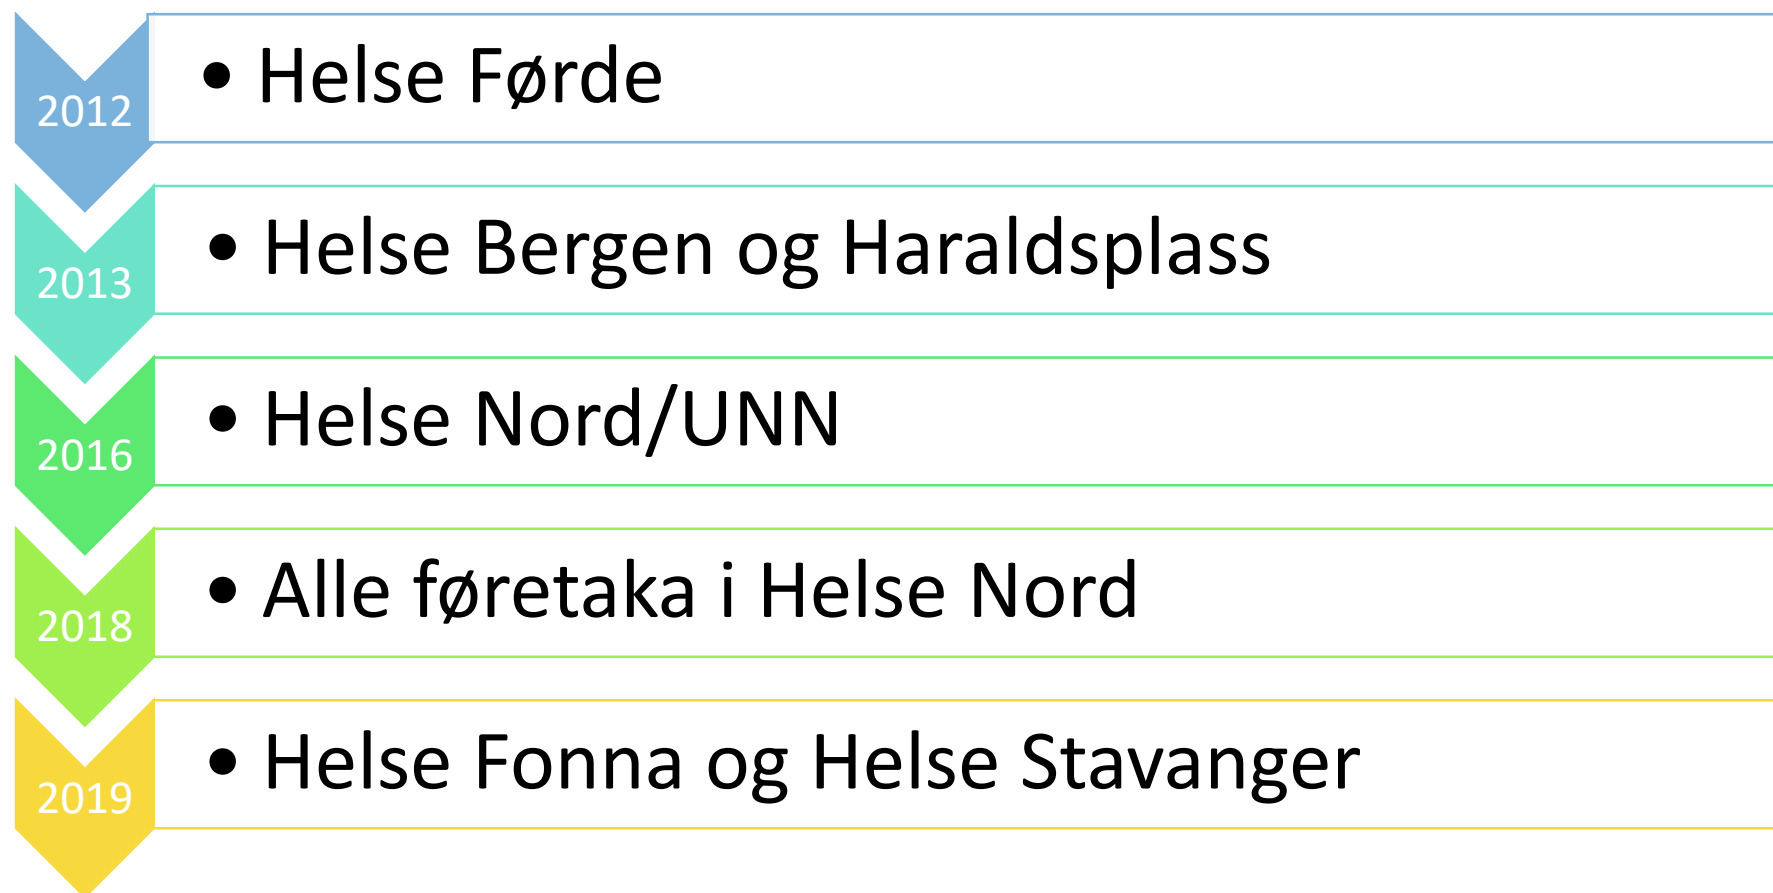 2012
• Helse Førde
2013
• Helse Bergen og Haraldsplass
2016
• Helse Nord/UNN
2018
• Alle føretaka i Helse Nord
2019
• Helse Fonna og Helse Stavanger